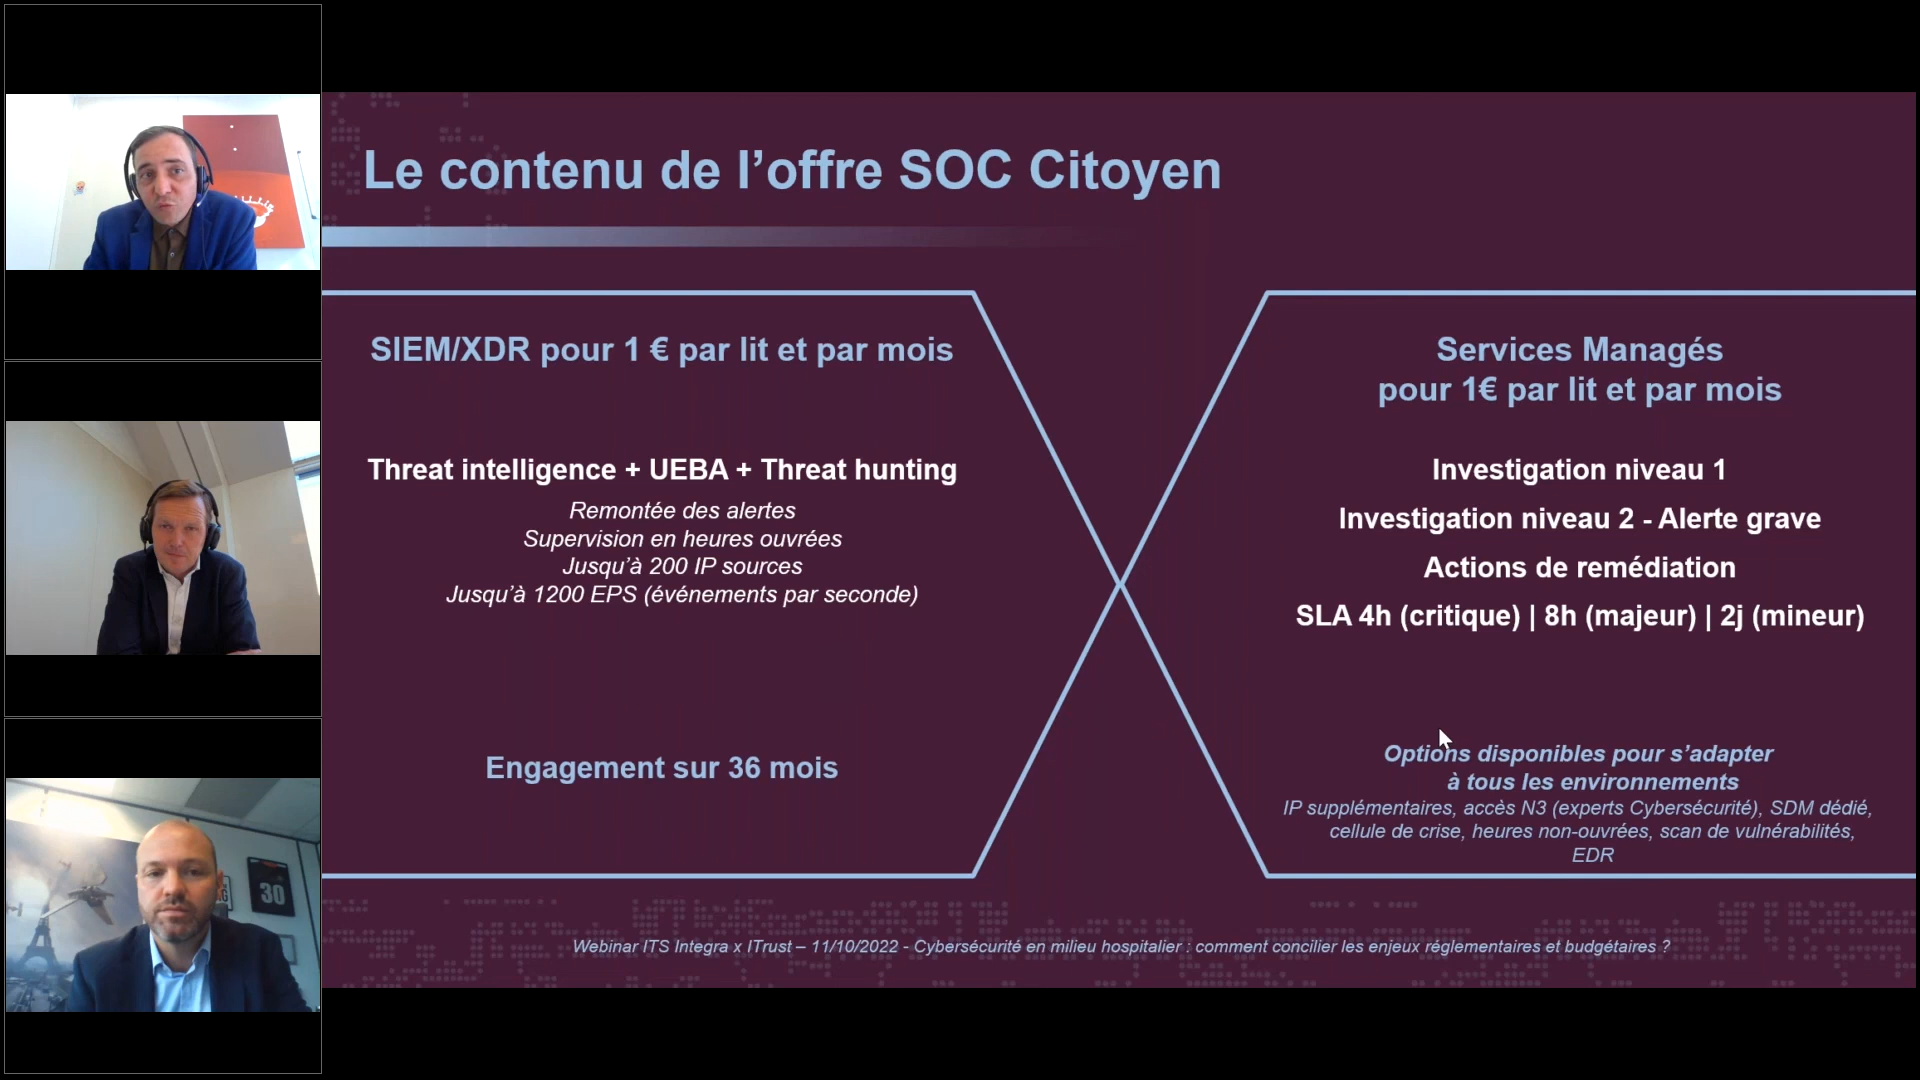 Le contenu de l’offre SOC Citoyen
SIEM/XDR pour 1 € par lit et par mois
Threat intelligence + UEBA + Threat hunting
Remontée des alertes
Supervision en heures ouvrées
Jusqu’à 200 IP sources
Jusqu’à 1200 EPS (événements par seconde)
Engagement sur 36 mois
Services Managés
pour 1€ par lit et par mois
Investigation niveau 1
Investigation niveau 2 - Alerte grave
Actions de remédiation
SLA 4h (critique) | 8h (majeur) | 2j (mineur)
Options disponibles pour s’adapter
à tous les environnements
IP supplémentaires, accès N3 (experts Cybersécurité), SDM dédié,
cellule de crise, heures non-ouvrées, scan de vulnérabilités,
EDR
Webinar ITS Integra x ITrust – 11/10/2022 - Cybersécurité en milieu hospitalier : comment concilier les enjeux réglementaires et budgétaires ?
30